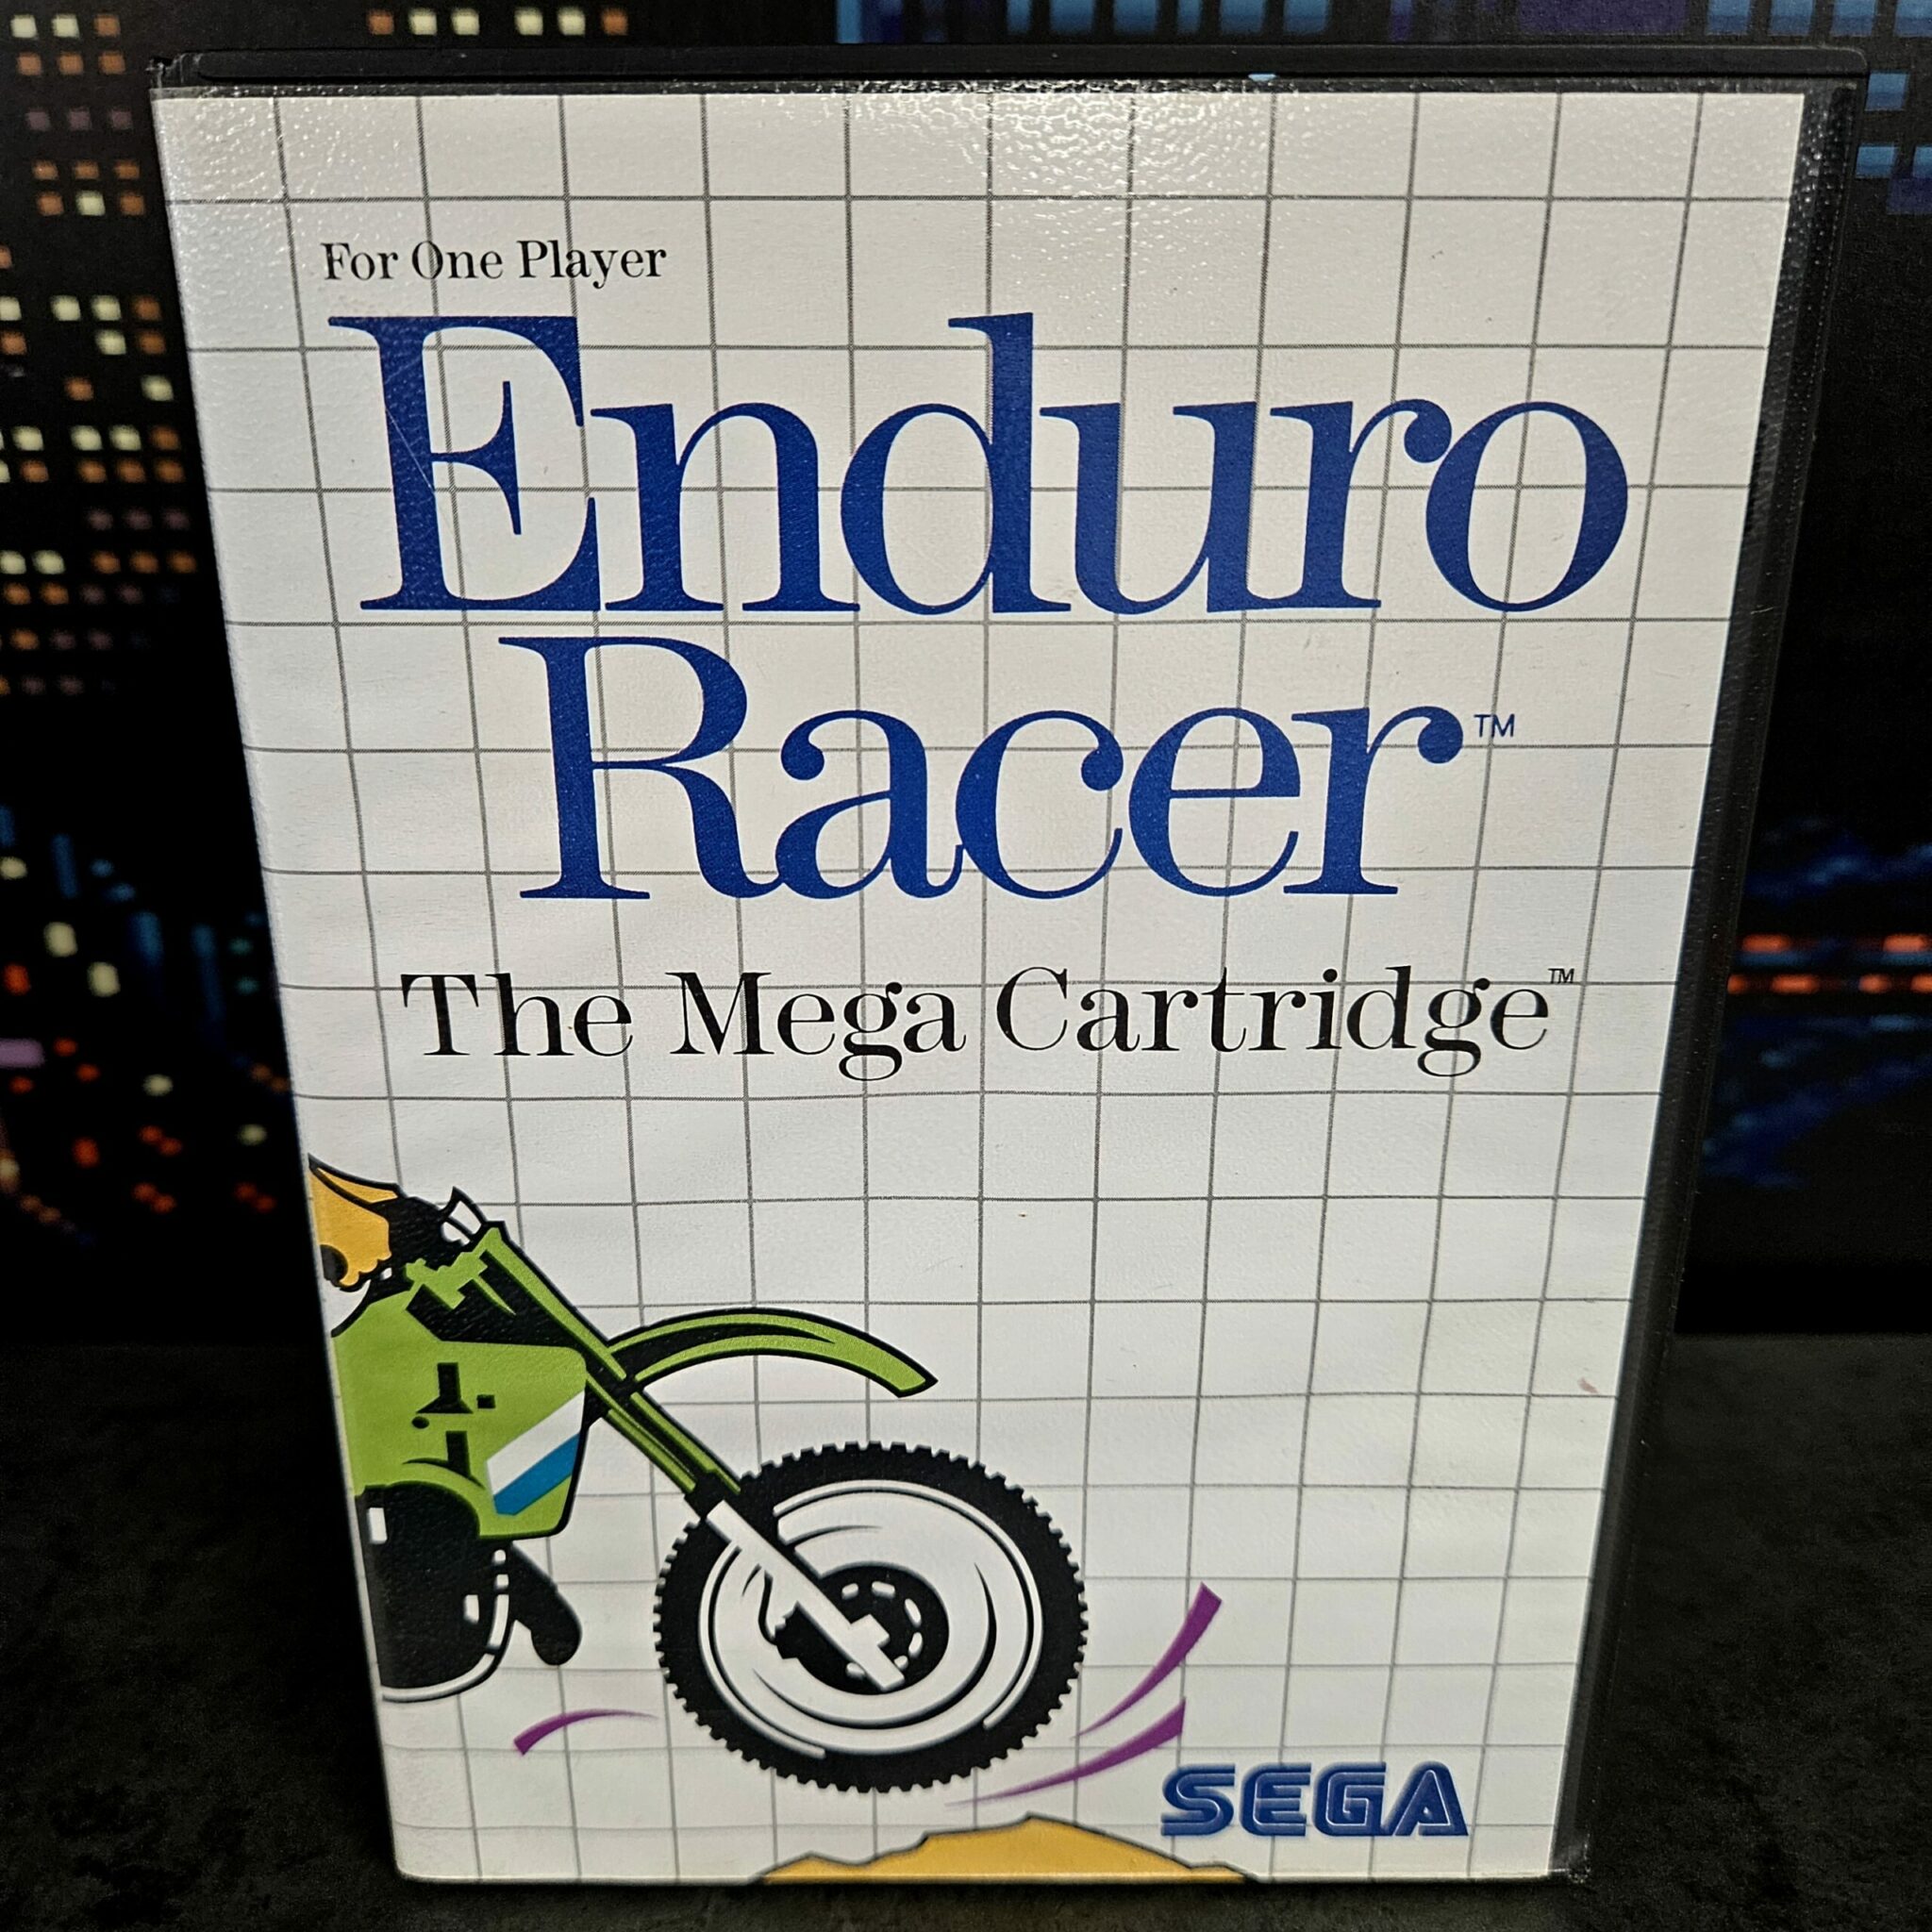 For One Player
Enduro
Racer™
The Mega Cartridge™
SEGA